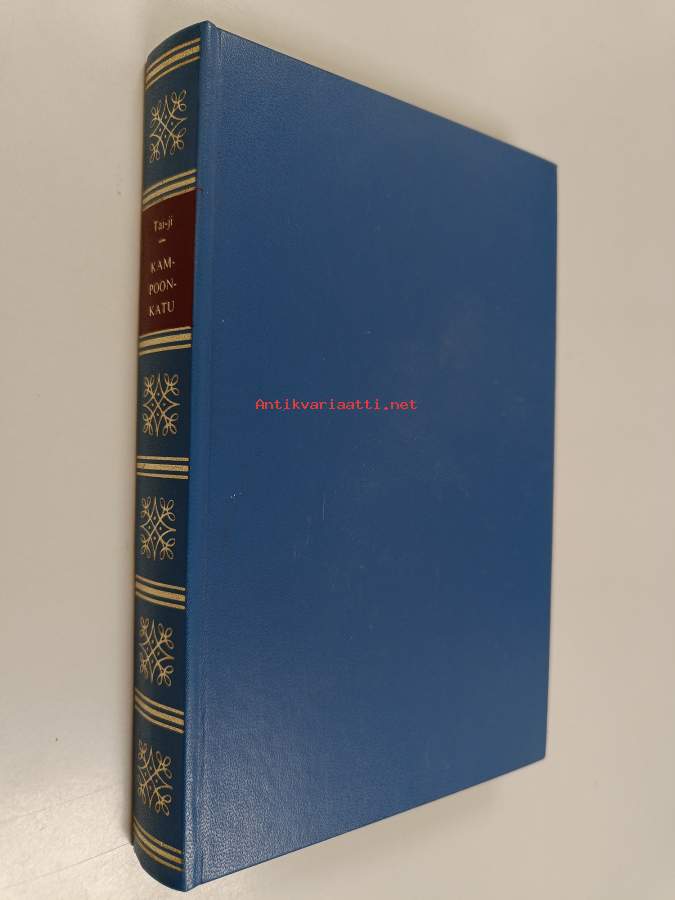 Tai-ji
KAM-
POON-
KATU
Antikvariaatti.net